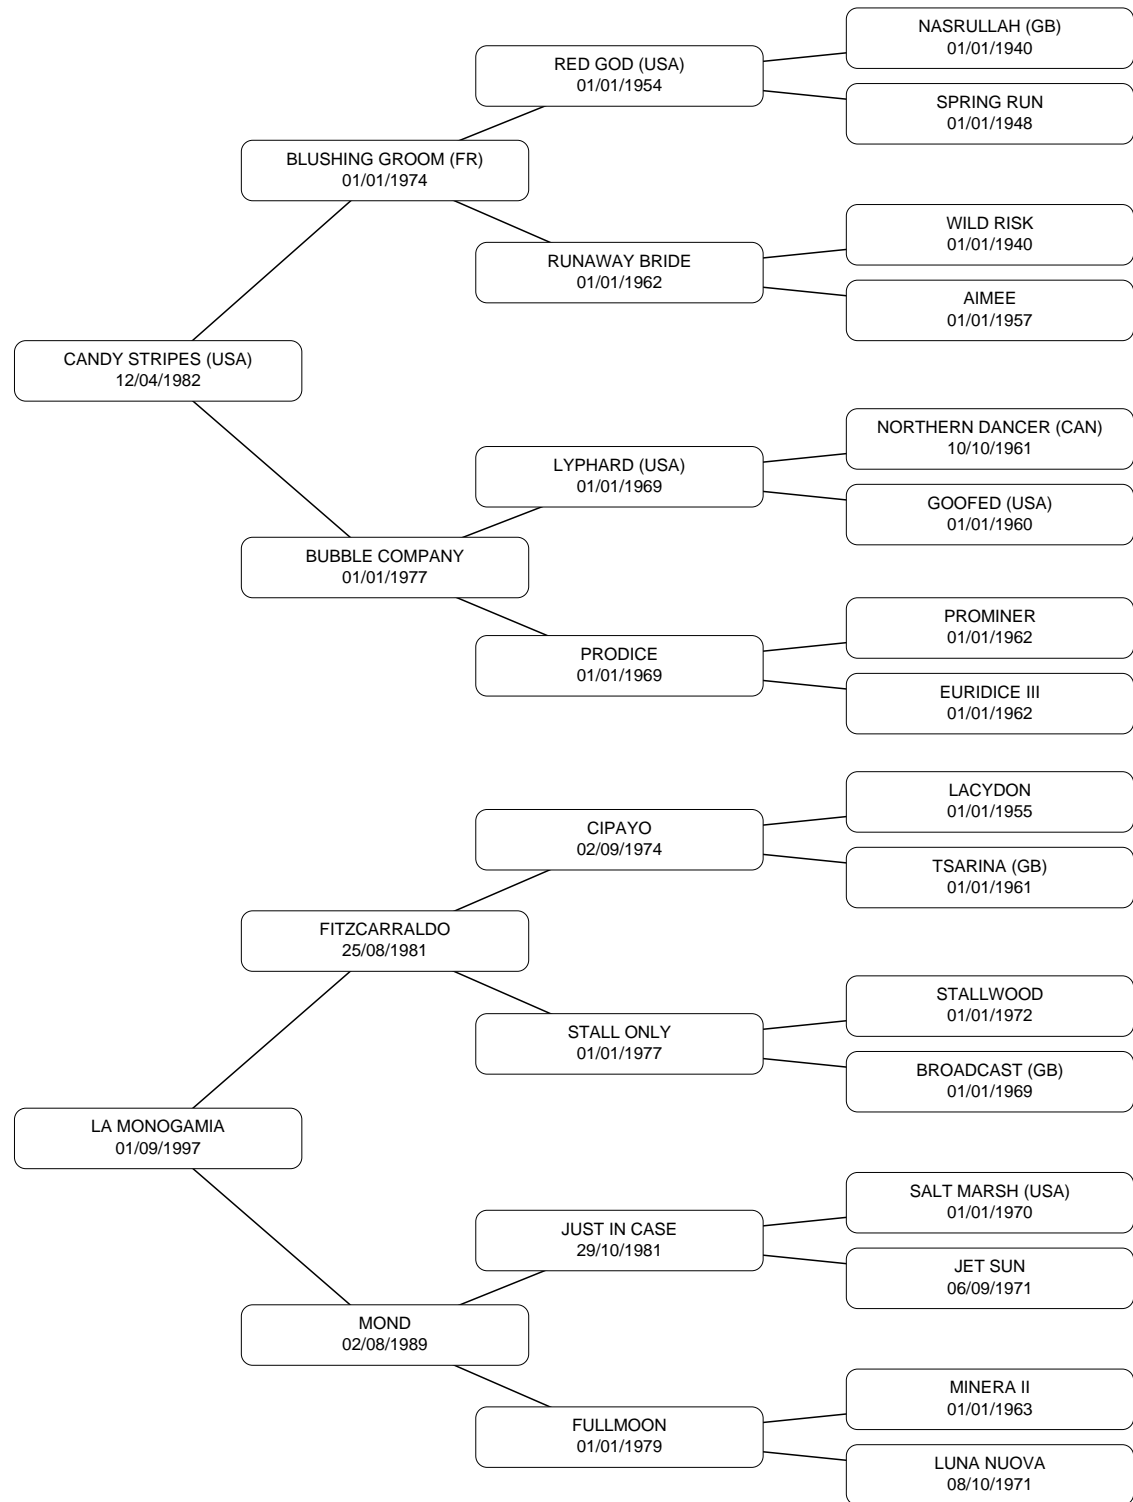 NASRULLAH (GB)
01/01/1940
RED GOD (USA)
01/01/1954
SPRING RUN
01/01/1948
BLUSHING GROOM (FR)
01/01/1974
WILD RISK
01/01/1940
RUNAWAY BRIDE
01/01/1962
AIMEE
01/01/1957
CANDY STRIPES (USA)
12/04/1982
NORTHERN DANCER (CAN)
10/10/1961
LYPHARD (USA)
01/01/1969
GOOFED (USA)
01/01/1960
BUBBLE COMPANY
01/01/1977
PROMINER
01/01/1962
PRODICE
01/01/1969
EURIDICE III
01/01/1962
LACYDON
01/01/1955
CIPAYO
02/09/1974
TSARINA (GB)
01/01/1961
FITZCARRALDO
25/08/1981
STALLWOOD
01/01/1972
STALL ONLY
01/01/1977
BROADCAST (GB)
01/01/1969
LA MONOGAMIA
01/09/1997
SALT MARSH (USA)
01/01/1970
JUST IN CASE
29/10/1981
JET SUN
06/09/1971
MOND
02/08/1989
MINERA II
01/01/1963
FULLMOON
01/01/1979
LUNA NUOVA
08/10/1971